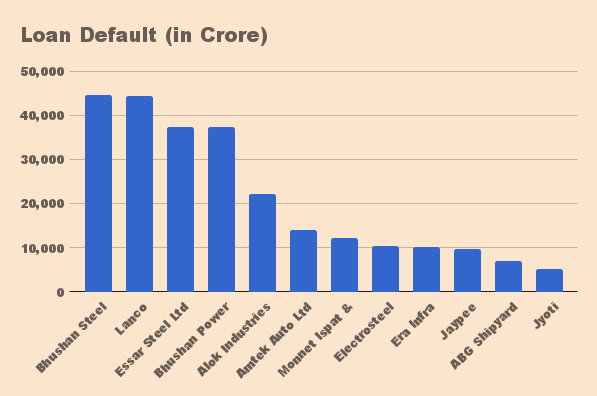 Loan Default (in Crore)
50,000
40,000
30,000
20,000
10,000
0
Bhushan Steel
Lanco
Essar Steel Ltd
Bhushan Power
Alok Industries
Amtek Auto Ltd
Monnet Ispat &
Electrosteel
Era Infra
Jaypee
ABG Shipyard
Jyoti